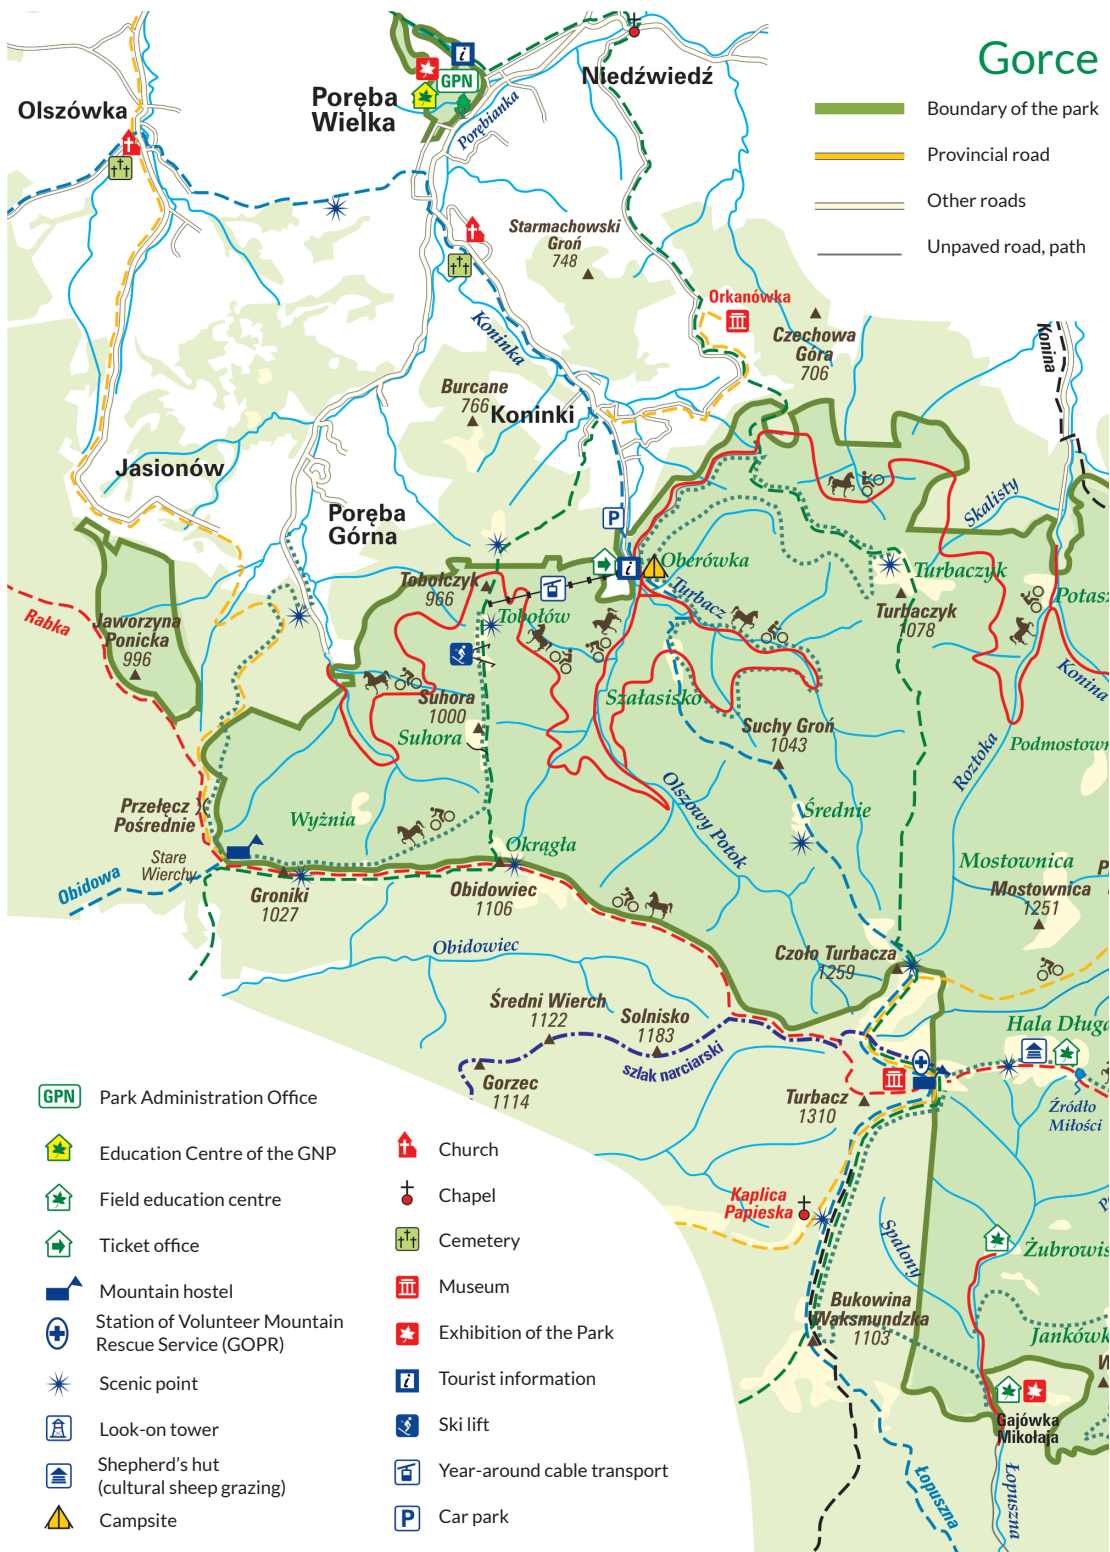 Gorce
Boundary of the park
Provincial road
Other roads
Unpaved road, path
Olszówka
Poręba
Wielka
GPN
Porębianka
Niedźwiedź
Starmachowski
Groń
748
Orkanówka
Czechowa
Góra
706
Konina
Koninka
Burcane
766
Koninki
Jasionów
Poręba
Górna
P
Skalisty
Oberówka
Turbaczyk
Turbaczyk
1078
Tobołczyk
966
Tobołów
Turbacz
Rabka
Jaworzyna
Ponicka
996
Konina
Suhora
1000
Suhora
Szałasisko
Suchy Groń
1043
Roztoka
Olszowy Potok
Średnie
Przełęcz
Pośrednie
Wyżnia
Okrągła
Stare
Wierchy
Obidowa
Groniki
1027
Obidowiec
1106
Mostownica
Mostownica
1251
Obidowiec
Czoło Turbacza
1259
Średni Wierch
1122
Solnisko
1183
szlak narciarski
Gorzec
1114
Hala Długa
Turbacz
1310
Źródło
Miłości
Kaplica
Papieska
Spalony
Bukowina
Waksmundzka
1103
Gajówka
Mikołaja
Łopuszna
Łopuszna
GPN
Park Administration Office
Education Centre of the GNP
Field education centre
Ticket office
Mountain hostel
Station of Volunteer Mountain
Rescue Service (GOPR)
Scenic point
Look-on tower
Shepherd's hut
(cultural sheep grazing)
Campsite
Church
Chapel
Cemetery
Museum
Exhibition of the Park
Tourist information
Ski lift
Year-around cable transport
P
Car park